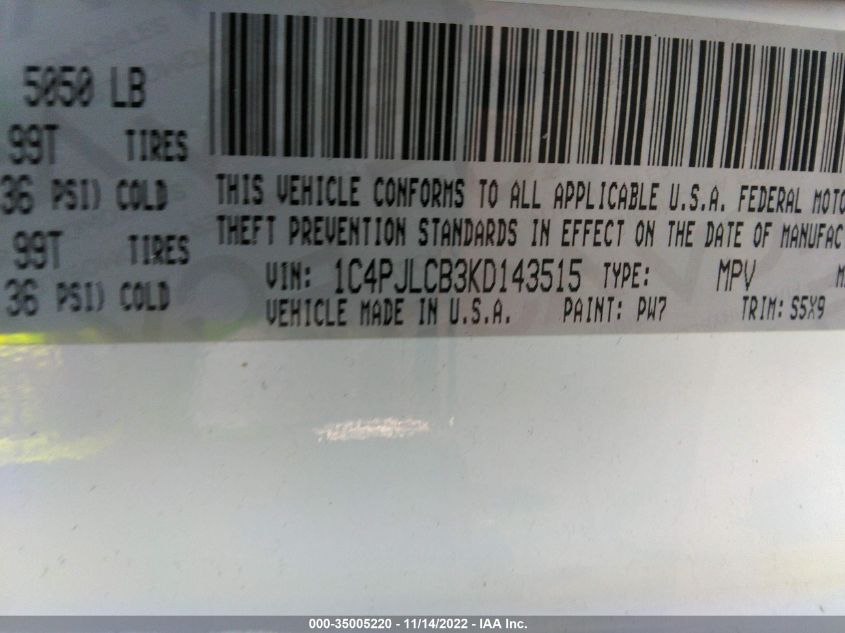 5050 LB
99T TIRES
36 PSI) COLD
99T TIRES
36 PSI) COLD
THIS VEHICLE CONFORMS TO ALL APPLICABLE U.S.A. FEDERAL MOTO
THEFT PREVENTION STANDARDS IN EFFECT ON THE DATE OF MANUFAC
VIN: 1C4PJLCB3KD143515 TYPE: MPV
VEHICLE MADE IN U.S.A. PAINT: PW7 TRIM: S5X9
000-35005220 - 11/14/2022 - IAA Inc.